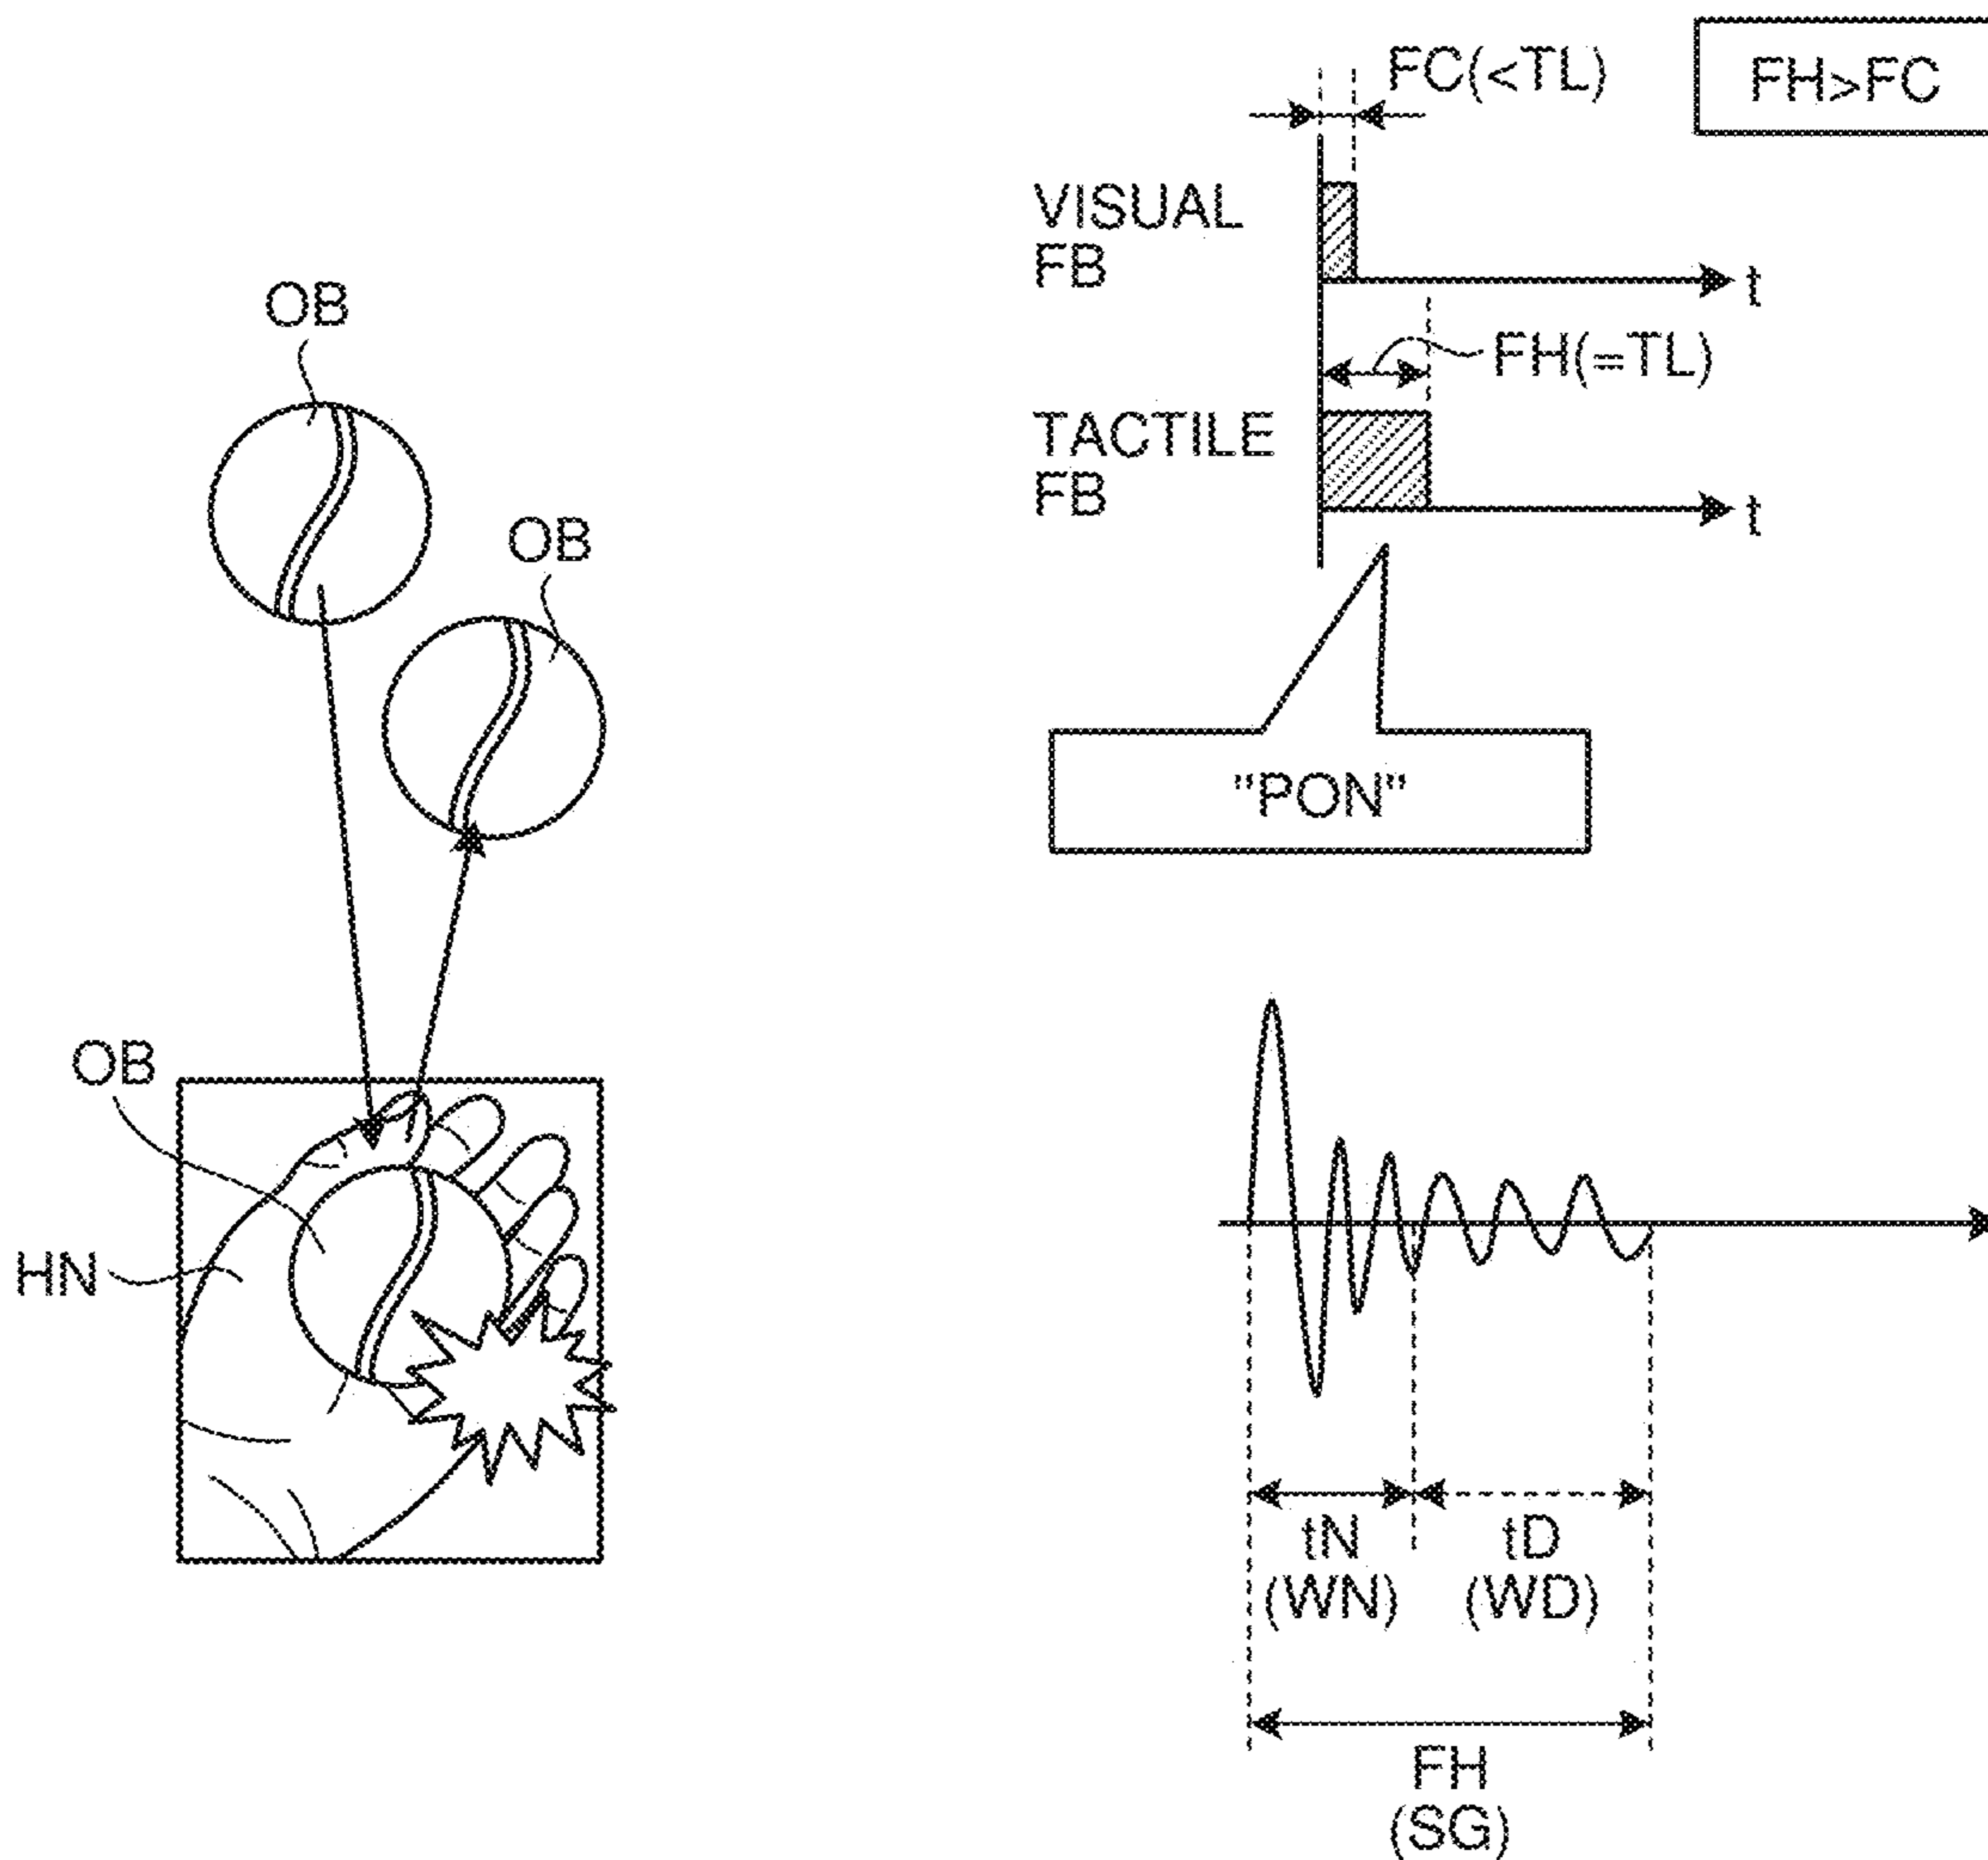 OB
OB
OB
HN
FC(<TL)
FH>FC
VISUAL
FB
t
FH(=TL)
TACTILE
FB
t
"PON"
tN
(WN)
tD
(WD)
FH
(SG)